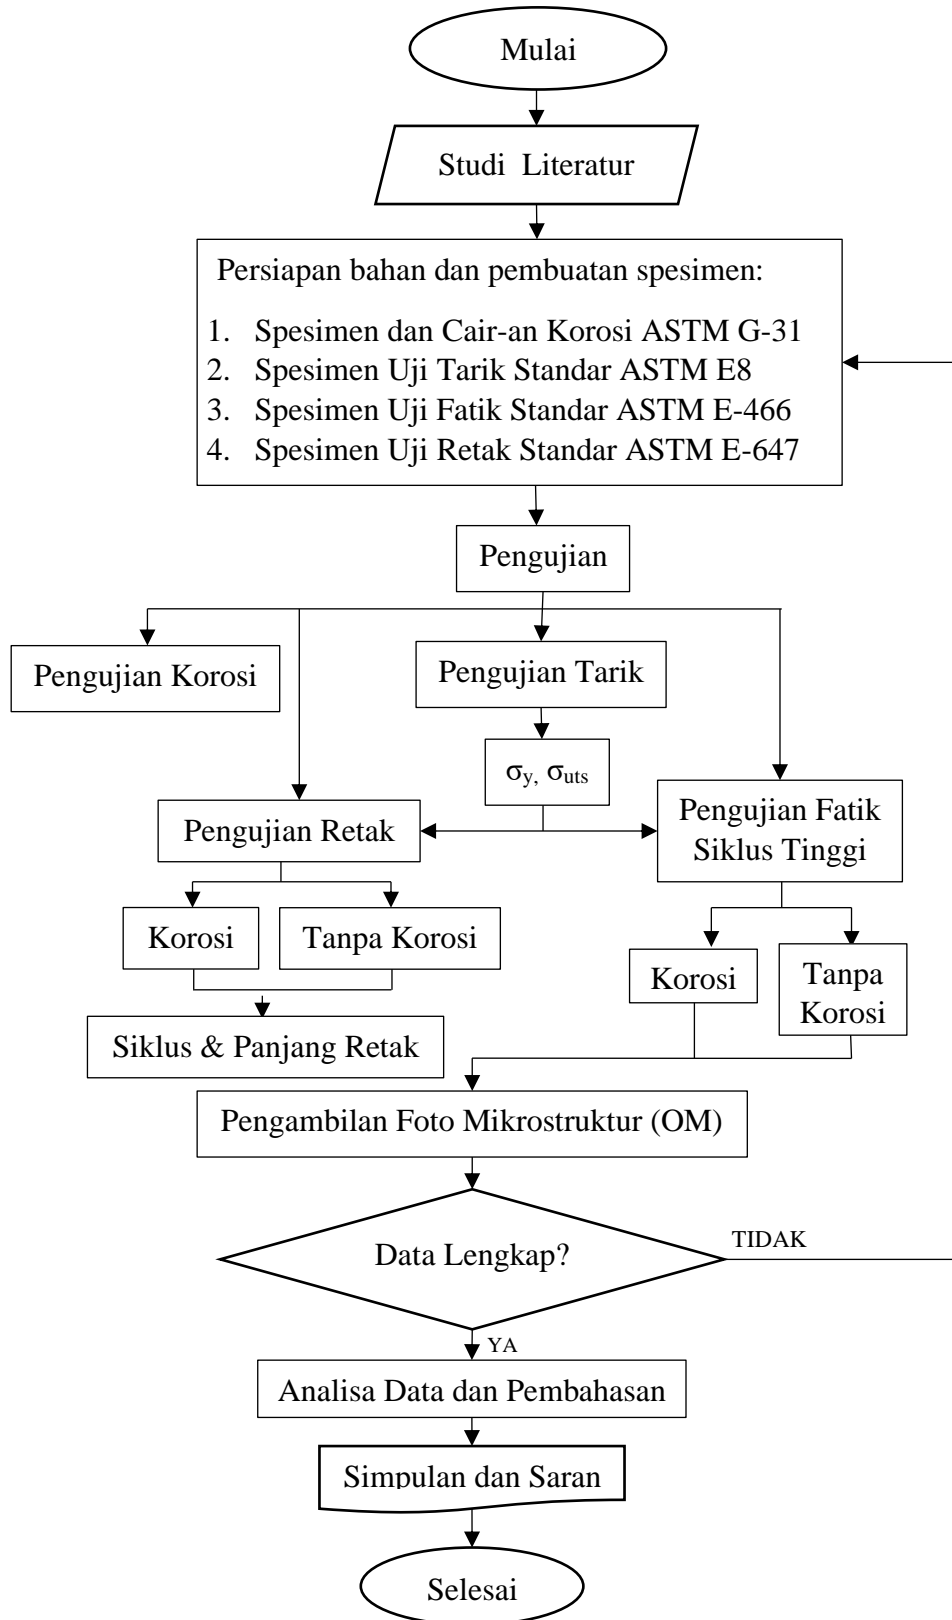 Mulai
Studi Literatur
Persiapan bahan dan pembuatan spesimen:
1. Spesimen dan Cair-an Korosi ASTM G-31
2. Spesimen Uji Tarik Standar ASTM E8
3. Spesimen Uji Fatik Standar ASTM E-466
4. Spesimen Uji Retak Standar ASTM E-647
Pengujian
Pengujian Korosi
Pengujian Tarik
σy, σuts
Pengujian Retak
Pengujian Fatik
Siklus Tinggi
Korosi
Tanpa Korosi
Korosi
Tanpa
Korosi
Siklus & Panjang Retak
Pengambilan Foto Mikrostruktur (OM)
Data Lengkap?
TIDAK
YA
Analisa Data dan Pembahasan
Simpulan dan Saran
Selesai